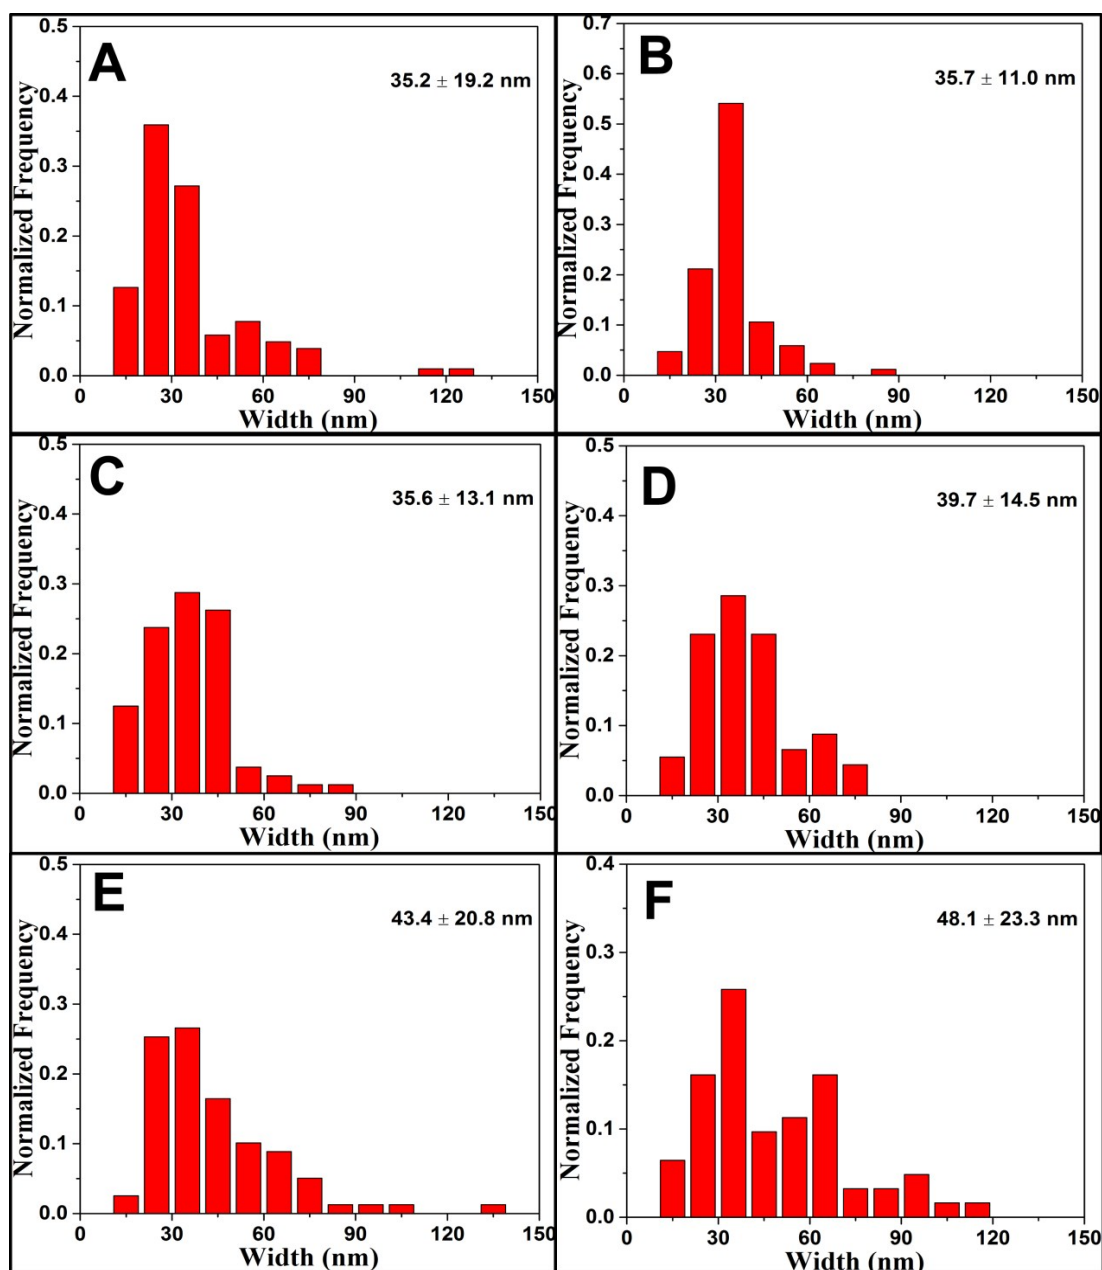 A
35.2 ± 19.2 nm
Normalized Frequency
0.5
0.4
0.3
0.2
0.1
0.0
0 30 60 90 120 150
Width (nm)
B
35.7 ± 11.0 nm
Normalized Frequency
0.7
0.6
0.5
0.4
0.3
0.2
0.1
0.0
0 30 60 90 120 150
Width (nm)
C
35.6 ± 13.1 nm
Normalized Frequency
0.5
0.4
0.3
0.2
0.1
0.0
0 30 60 90 120 150
Width (nm)
D
39.7 ± 14.5 nm
Normalized Frequency
0.5
0.4
0.3
0.2
0.1
0.0
0 30 60 90 120 150
Width (nm)
E
43.4 ± 20.8 nm
Normalized Frequency
0.5
0.4
0.3
0.2
0.1
0.0
0 30 60 90 120 150
Width (nm)
F
48.1 ± 23.3 nm
Normalized Frequency
0.4
0.3
0.2
0.1
0.0
0 30 60 90 120 150
Width (nm)